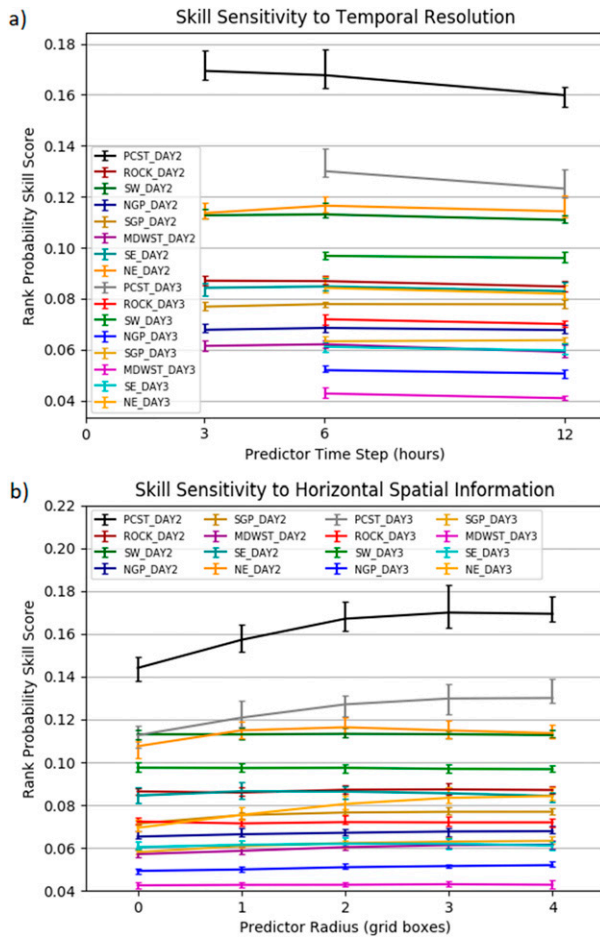 a)
Skill Sensitivity to Temporal Resolution
Rank Probability Skill Score
0.18
0.16
0.14
0.12
0.10
0.08
0.06
0.04
PCST_DAY2
ROCK_DAY2
SW_DAY2
NGP_DAY2
SGP_DAY2
MDWST_DAY2
SE_DAY2
NE_DAY2
PCST_DAY3
ROCK_DAY3
SW_DAY3
NGP_DAY3
SGP_DAY3
MDWST_DAY3
SE_DAY3
NE_DAY3
0 3 6 12
Predictor Time Step (hours)
b)
Skill Sensitivity to Horizontal Spatial Information
Rank Probability Skill Score
0.22
0.20
0.18
0.16
0.14
0.12
0.10
0.08
0.06
0.04
PCST_DAY2 SGP_DAY2 PCST_DAY3 SGP_DAY3
ROCK_DAY2 MDWST_DAY2 ROCK_DAY3 MDWST_DAY3
SW_DAY2 SE_DAY2 SW_DAY3 SE_DAY3
NGP_DAY2 NE_DAY2 NGP_DAY3 NE_DAY3
0 1 2 3 4
Predictor Radius (grid boxes)